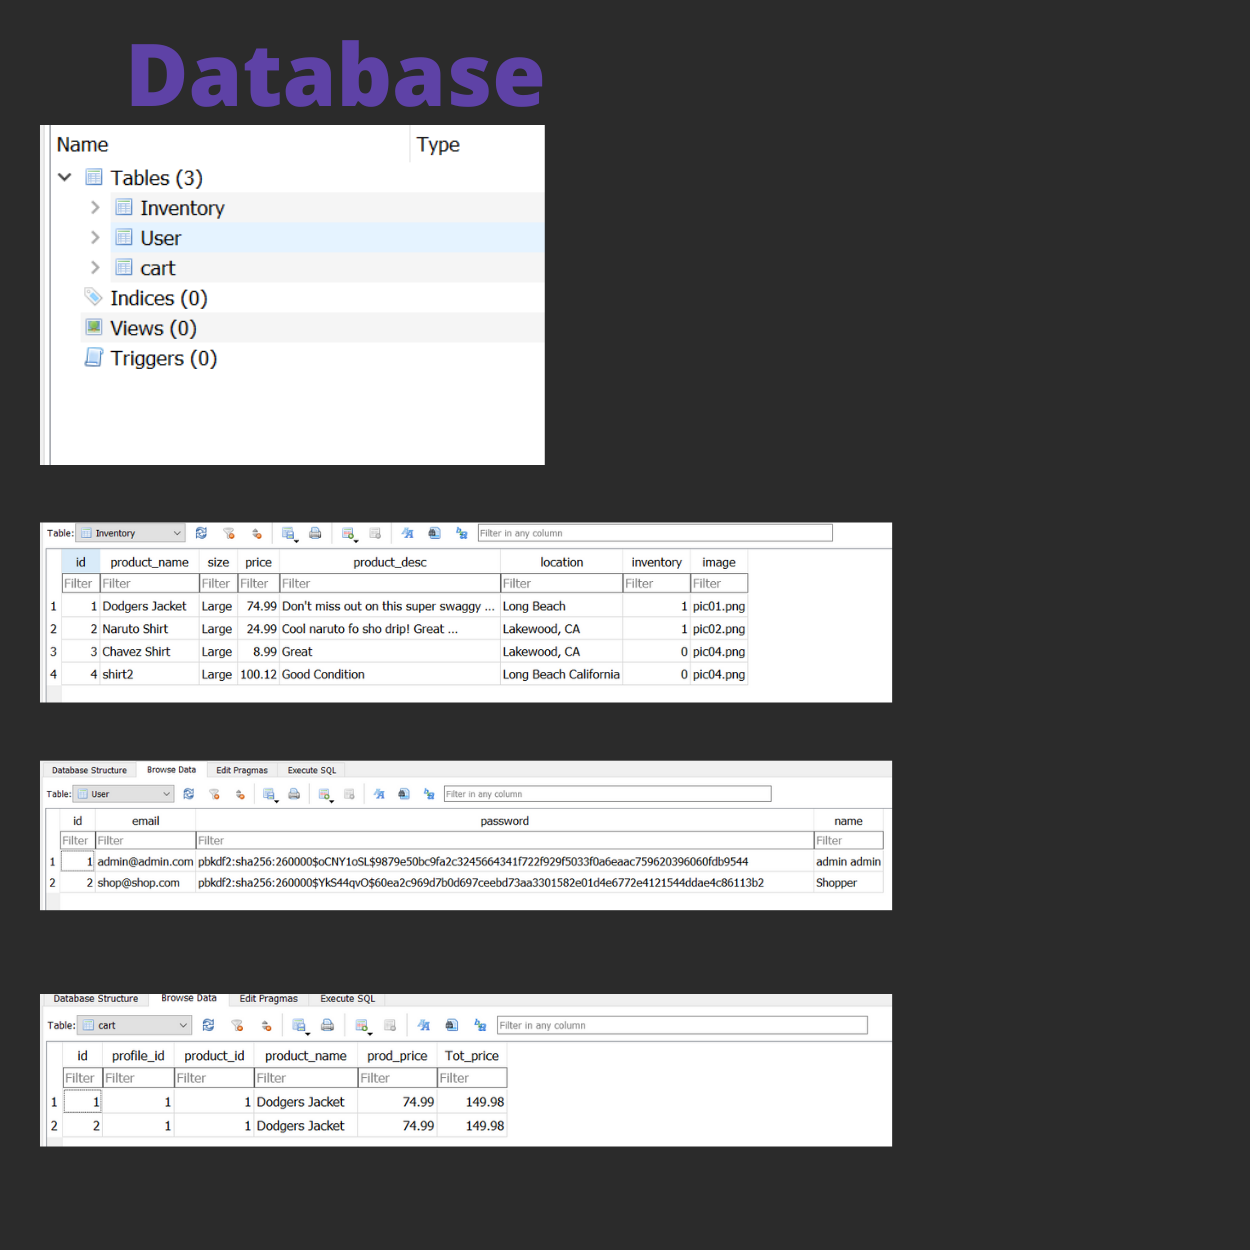 Database
Name Type
Tables (3)
Inventory
User
cart
Indices (0)
Views (0)
Triggers (0)
Table: Inventory Filter in any column
id product_name size price product_desc location inventory image
Filter Filter Filter Filter Filter Filter Filter Filter
1 1 Dodgers Jacket Large 74.99 Don't miss out on this super swaggy ... Long Beach 1 pic01.png
2 2 Naruto Shirt Large 24.99 Cool naruto fo sho drip! Great ... Lakewood, CA 1 pic02.png
3 3 Chavez Shirt Large 8.99 Great Lakewood, CA 0 pic04.png
4 4 shirt2 Large 100.12 Good Condition Long Beach California 0 pic04.png
Database Structure Browse Data Edit Pragmas Execute SQL
Table: User Filter in any column
id email password name
Filter Filter Filter Filter
1 1 admin@admin.com pbkdf2:sha256:260000$oCNY1oSL$9879e50bc9fa2c3245664341f722f929f5033f0a6eaac759620396060fdb9544 admin admin
2 2 shop@shop.com pbkdf2:sha256:260000$YkS44qvO$60ea2c969d7b0d697ceebd73aa3301582e01d4e6772e4121544ddae4c86113b2 Shopper
Database Structure Browse Data Edit Pragmas Execute SQL
Table: cart Filter in any column
id profile_id product_id product_name prod_price Tot_price
Filter Filter Filter Filter Filter Filter
1 1 1 1 Dodgers Jacket 74.99 149.98
2 2 1 1 Dodgers Jacket 74.99 149.98